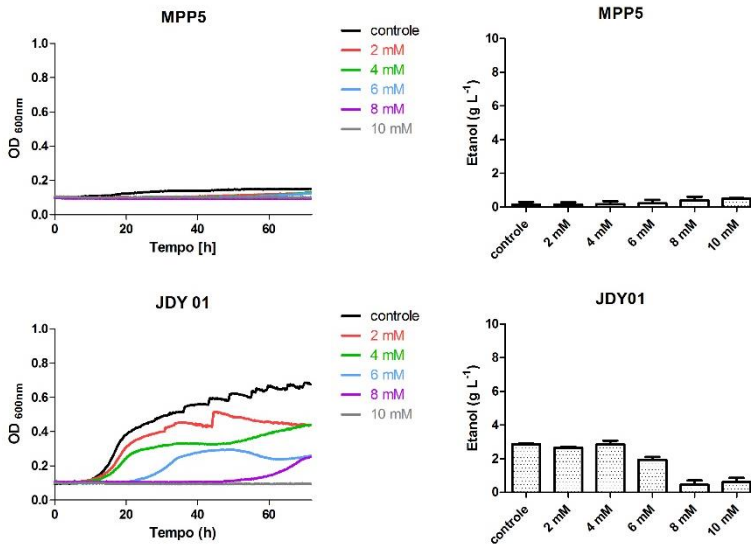 MPP5
1.0
0.8
0.6
0.4
0.2
0.0
OD 600nm
0
20
40
60
Tempo [h]
controle
2 mM
4 mM
6 mM
8 mM
10 mM
MPP5
10
8
6
4
2
0
Etanol (g L-1)
controle
2 mM
4 mM
6 mM
8 mM
10 mM
JDY 01
1.0
0.8
0.6
0.4
0.2
0.0
OD 600nm
0
20
40
60
Tempo (h)
controle
2 mM
4 mM
6 mM
8 mM
10 mM
JDY01
10
8
6
4
2
0
Etanol (g L-1)
controle
2 mM
4 mM
6 mM
8 mM
10 mM